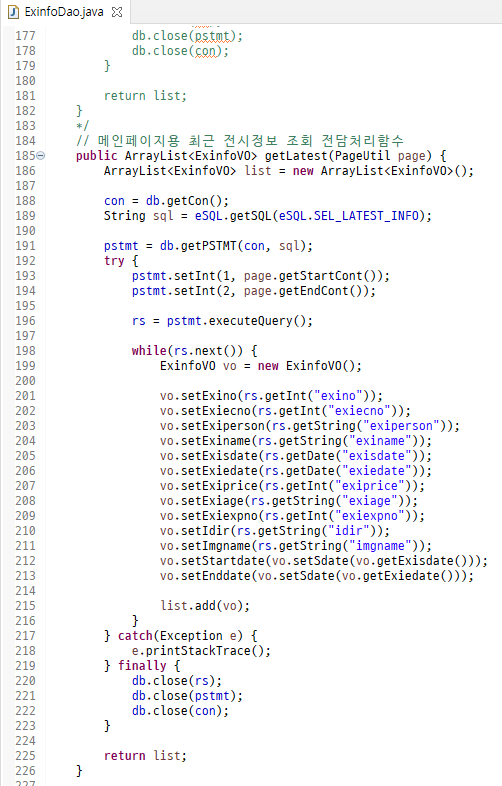 ExinfoDao.java
177 db.close(pstmt);
178 db.close(con);
179 }
180
181 return list;
182 }
183 */
184 // 메인페이지용 최근 전시정보 조회 전담처리함수
185 public ArrayList<ExinfoVO> getLatest(PageUtil page) {
186 ArrayList<ExinfoVO> list = new ArrayList<ExinfoVO>();
187
188 con = db.getCon();
189 String sql = eSQL.getSQL(eSQL.SEL_LATEST_INFO);
190
191 pstmt = db.getPSTMT(con, sql);
192 try {
193 pstmt.setInt(1, page.getStartCont());
194 pstmt.setInt(2, page.getEndCont());
195
196 rs = pstmt.executeQuery();
197
198 while(rs.next()) {
199 ExinfoVO vo = new ExinfoVO();
200
201 vo.setExino(rs.getInt("exino"));
202 vo.setExiecno(rs.getInt("exiecno"));
203 vo.setExiperson(rs.getString("exiperson"));
204 vo.setExiname(rs.getString("exiname"));
205 vo.setExisdate(rs.getDate("exisdate"));
206 vo.setExiedate(rs.getDate("exiedate"));
207 vo.setExiprice(rs.getInt("exiprice"));
208 vo.setExiage(rs.getString("exiage"));
209 vo.setExiexpno(rs.getInt("exiexpno"));
210 vo.setIdir(rs.getString("idir"));
211 vo.setImgname(rs.getString("imgname"));
212 vo.setStartdate(vo.setSdate(vo.getExisdate()));
213 vo.setEnddate(vo.setSdate(vo.getExiedate()));
214
215 list.add(vo);
216 }
217 } catch(Exception e) {
218 e.printStackTrace();
219 } finally {
220 db.close(rs);
221 db.close(pstmt);
222 db.close(con);
223 }
224
225 return list;
226 }
227